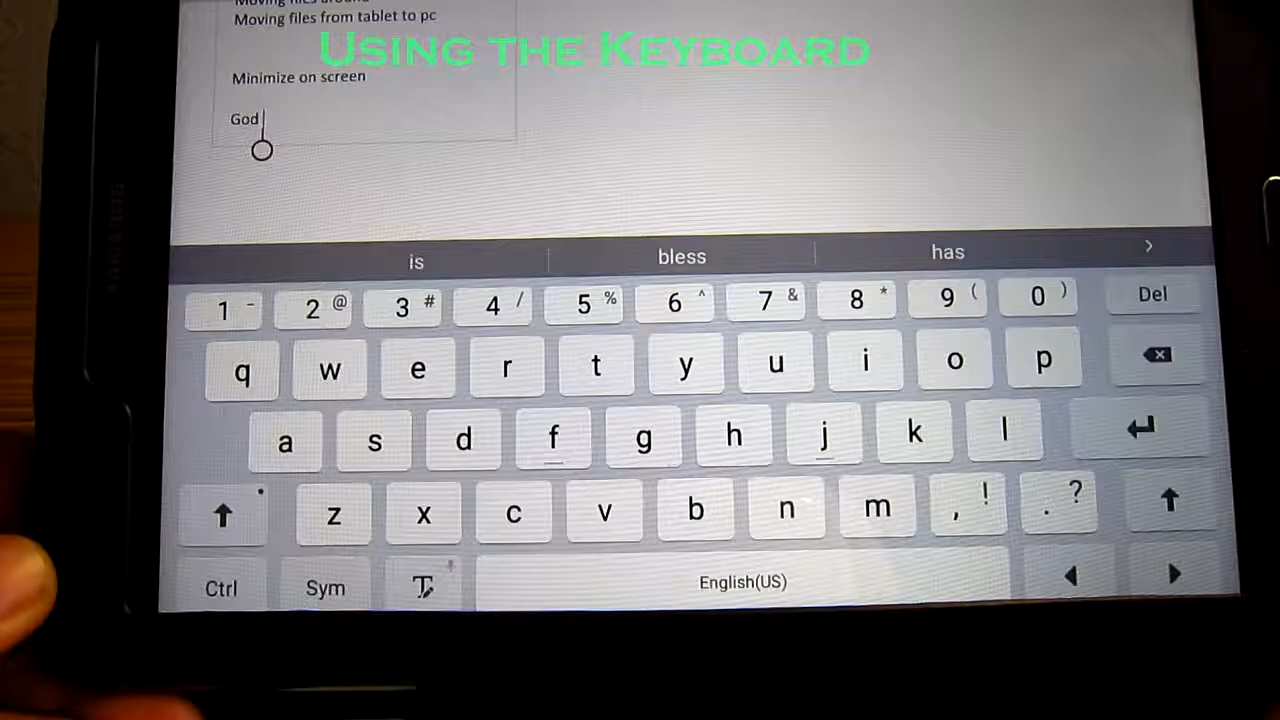 Moving files around
Moving files from tablet to pc
USING THE KEYBOARD
Minimize on screen
God
is bless has >
1 - 2 @ 3 # 4 / 5 % 6 ^ 7 & 8 * 9 ( 0 ) Del
q w e r t y u i o p
a s d f g h j k l
z x c v b n m , ! . ?
Ctrl Sym T English(US)
SAMSUNG